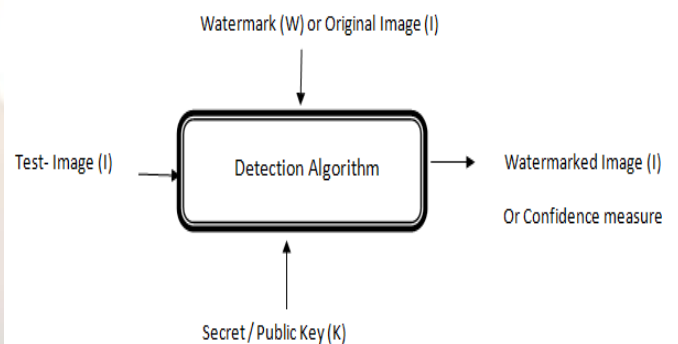 Watermark (W) or Original Image (I)
Test- Image (I)
Detection Algorithm
Watermarked Image (I)
Or Confidence measure
Secret / Public Key (K)